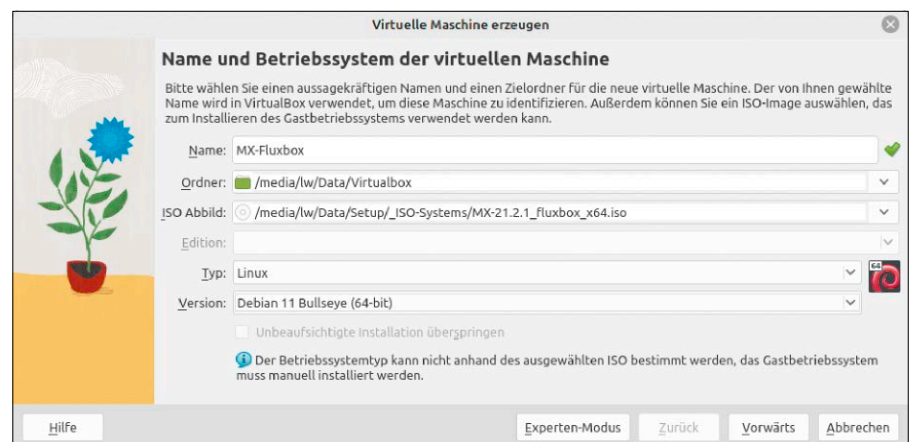 Virtuelle Maschine erzeugen
Name und Betriebssystem der virtuellen Maschine
Bitte wählen Sie einen aussagekräftigen Namen und einen Zielordner für die neue virtuelle Maschine. Der von Ihnen gewählte
Name wird in VirtualBox verwendet, um diese Maschine zu identifizieren. Außerdem können Sie ein ISO-Image auswählen, das
zum Installieren des Gastbetriebssystems verwendet werden kann.
Name: MX-Fluxbox
Ordner: /media/lw/Data/Virtualbox
ISO Abbild: /media/lw/Data/Setup/_ISO-Systems/MX-21.2.1_fluxbox_x64.iso
Edition:
Typ: Linux
64
Version: Debian 11 Bullseye (64-bit)
Unbeaufsichtigte Installation überspringen
Der Betriebssystemtyp kann nicht anhand des ausgewählten ISO bestimmt werden, das Gastbetriebssystem
muss manuell installiert werden.
Hilfe Experten-Modus Zurück Vorwärts Abbrechen